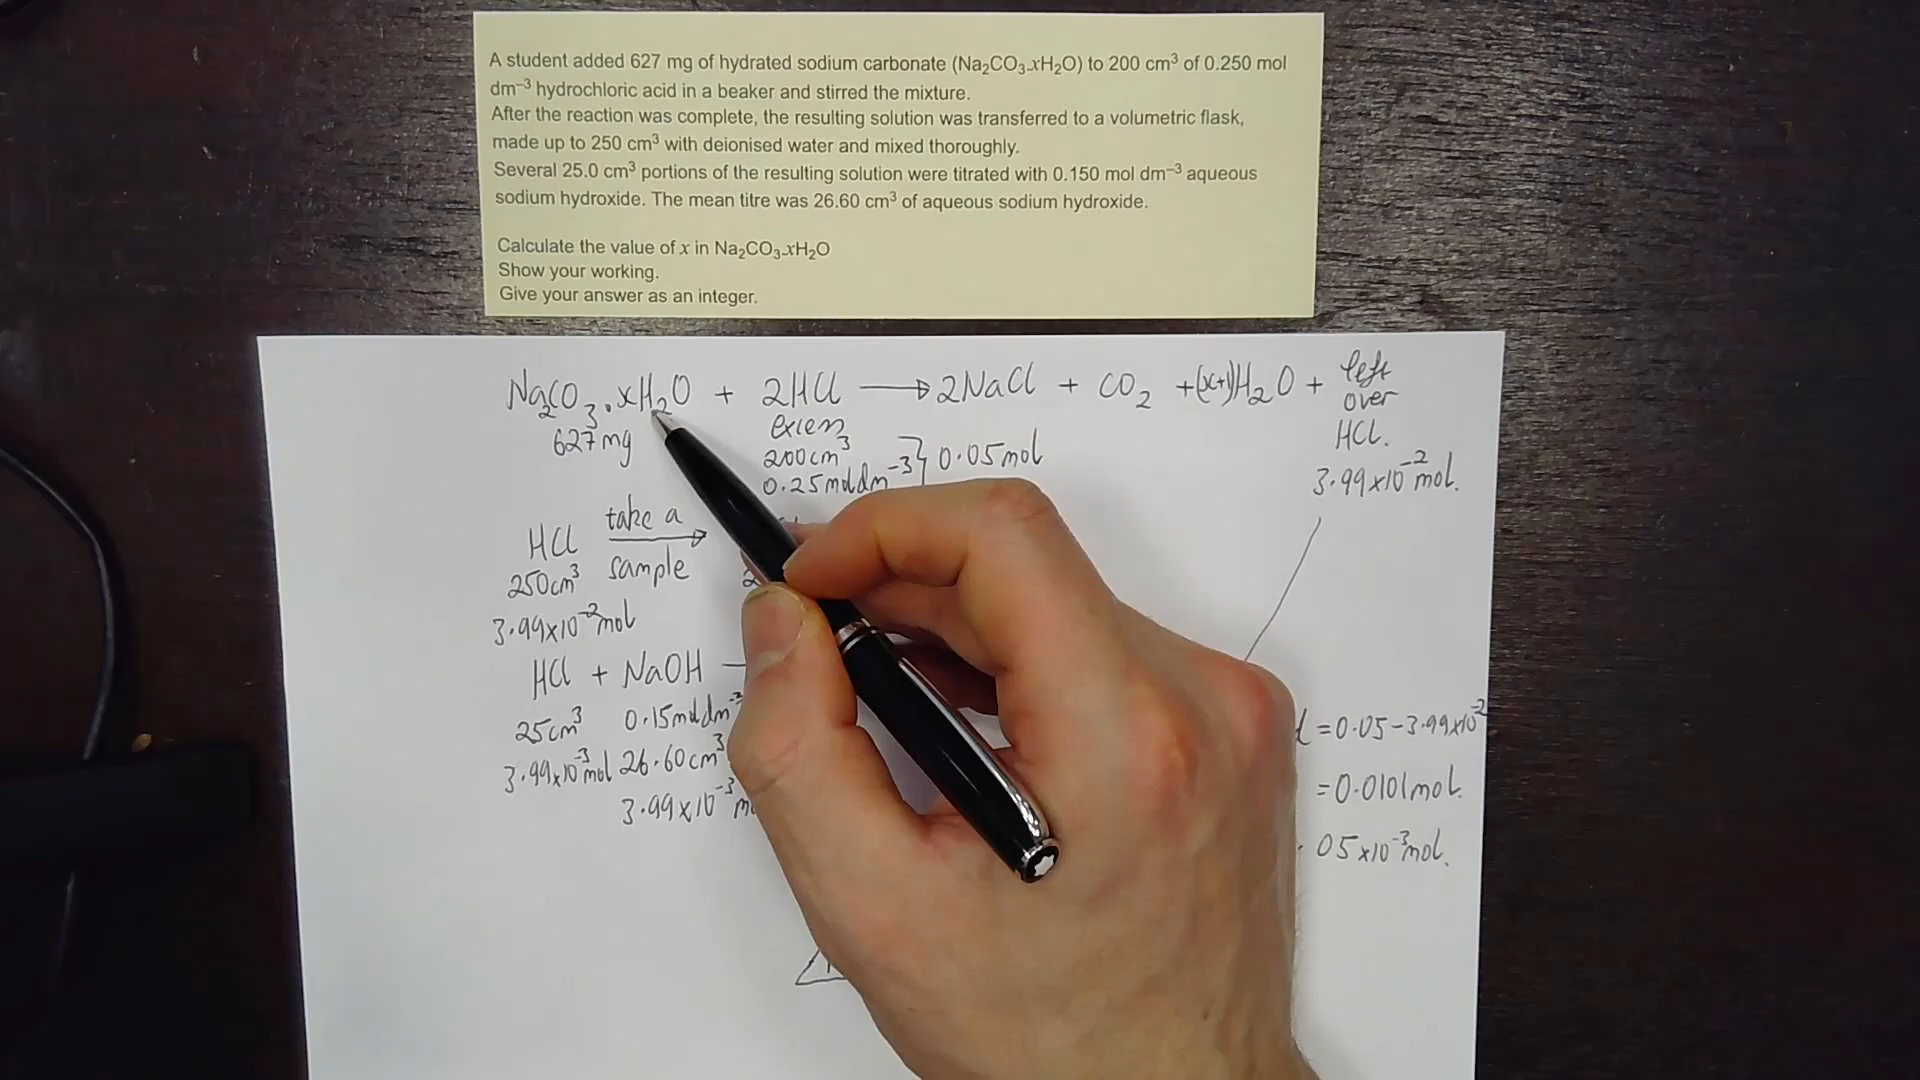 A student added 627 mg of hydrated sodium carbonate (Na₂CO₃.xH₂O) to 200 cm³ of 0.250 mol
dm⁻³ hydrochloric acid in a beaker and stirred the mixture.
After the reaction was complete, the resulting solution was transferred to a volumetric flask,
made up to 250 cm³ with deionised water and mixed thoroughly.
Several 25.0 cm³ portions of the resulting solution were titrated with 0.150 mol dm⁻³ aqueous
sodium hydroxide. The mean titre was 26.60 cm³ of aqueous sodium hydroxide.
Calculate the value of x in Na₂CO₃.xH₂O
Show your working.
Give your answer as an integer.
Na₂CO₃.xH₂O + 2HCl → 2NaCl + CO₂ +(x+1)H₂O + left over HCl.
627mg
excess
200cm³
0.25moldm⁻³ } 0.05mol
3.99x10⁻² mol.
HCl take a sample →
250cm³
3.99x10⁻²mol
HCl + NaOH
25cm³ 0.15moldm⁻³
3.99x10⁻³mol 26.60cm³
3.99x10⁻³
=0.05-3.99x10⁻²
=0.0101mol.
05x10⁻³mol.